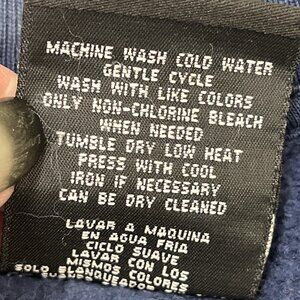 MACHINE WASH COLD WATER
GENTLE CYCLE
WASH WITH LIKE COLORS
ONLY NON-CHLORINE BLEACH
WHEN NEEDED
TUMBLE DRY LOW HEAT
PRESS WITH COOL
IRON IF NECESSARY
CAN BE DRY CLEANED
LAVAR A MAQUINA
EN AGUA FRIA
CICLO SUAVE
LAVAR CON LOS
MISMOS COLORES
SOLO BLANQUEADORES